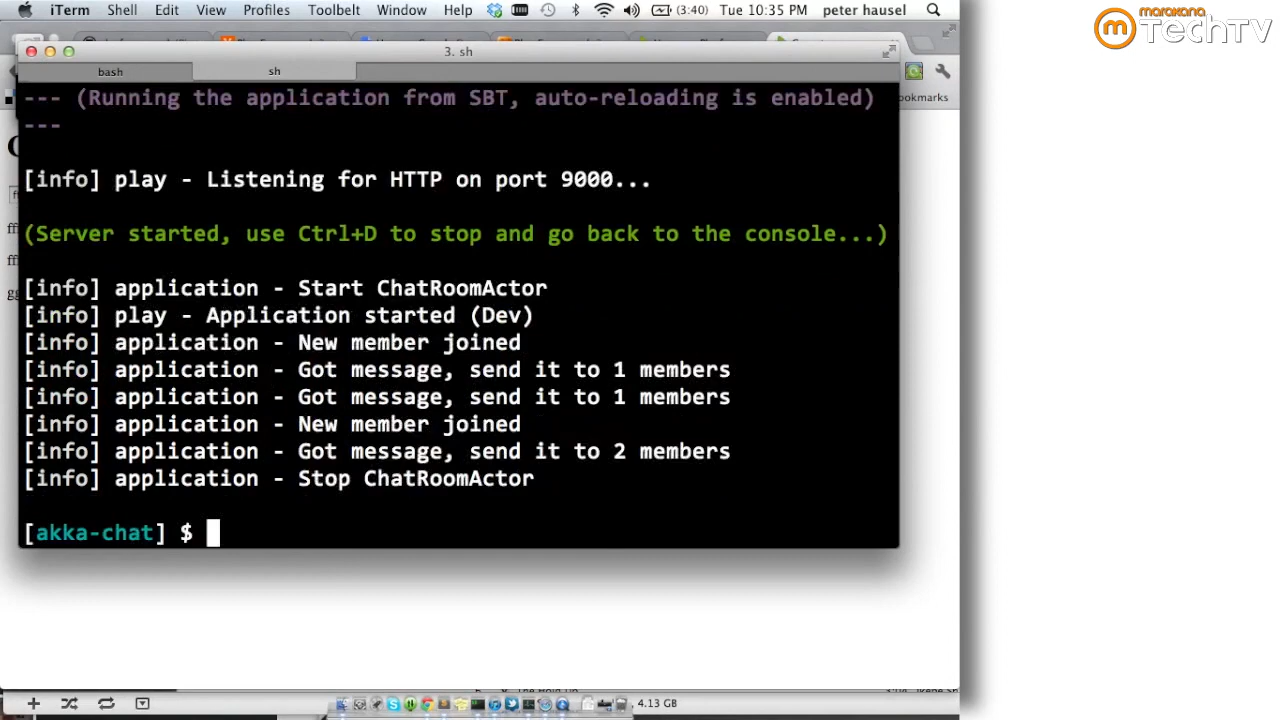 iTerm Shell Edit View Profiles Toolbelt Window Help (3:40) Tue 10:35 PM peter hausel
marakana
TechTV
3. sh
bash sh
ookmarks
--- (Running the application from SBT, auto-reloading is enabled)
---
[info] play - Listening for HTTP on port 9000...
(Server started, use Ctrl+D to stop and go back to the console...)
[info] application - Start ChatRoomActor
[info] play - Application started (Dev)
[info] application - New member joined
[info] application - Got message, send it to 1 members
[info] application - Got message, send it to 1 members
[info] application - New member joined
[info] application - Got message, send it to 2 members
[info] application - Stop ChatRoomActor
[akka-chat] $
, 4.13 GB